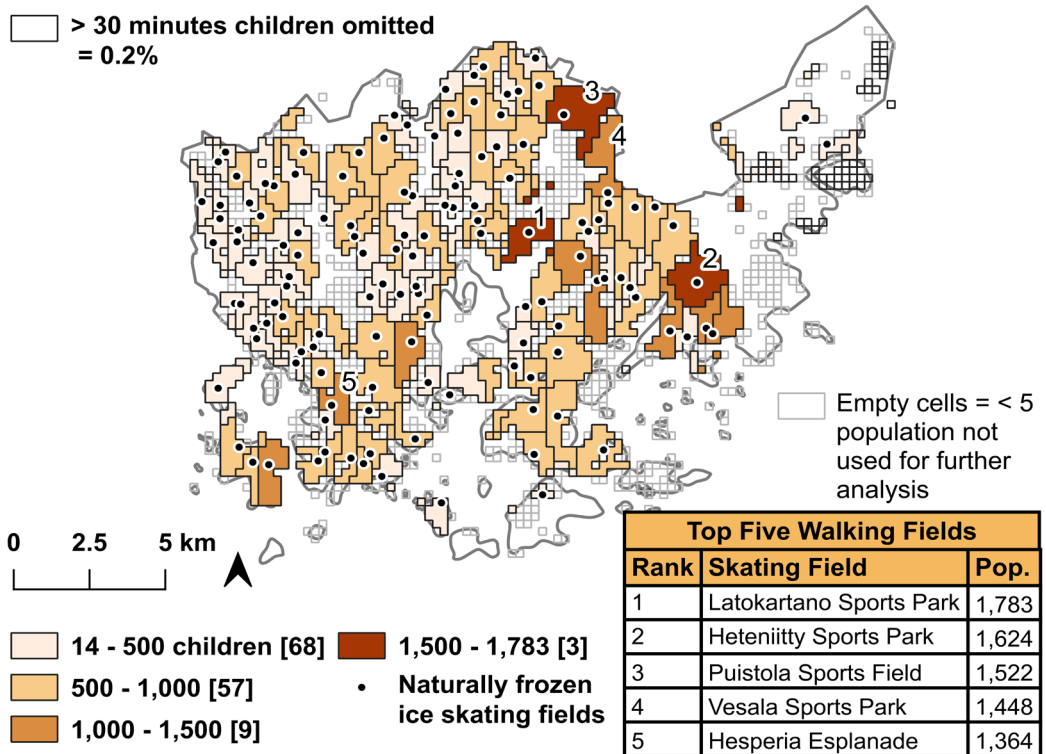 > 30 minutes children omitted
= 0.2%
3
4
1
2
5
Empty cells = < 5
population not
used for further
analysis
0 2.5 5 km
14 - 500 children [68]
500 - 1,000 [57]
1,000 - 1,500 [9]
1,500 - 1,783 [3]
Naturally frozen
ice skating fields
Top Five Walking Fields
Rank Skating Field Pop.
1 Latokartano Sports Park 1,783
2 Heteniitty Sports Park 1,624
3 Puistola Sports Field 1,522
4 Vesala Sports Park 1,448
5 Hesperia Esplanade 1,364